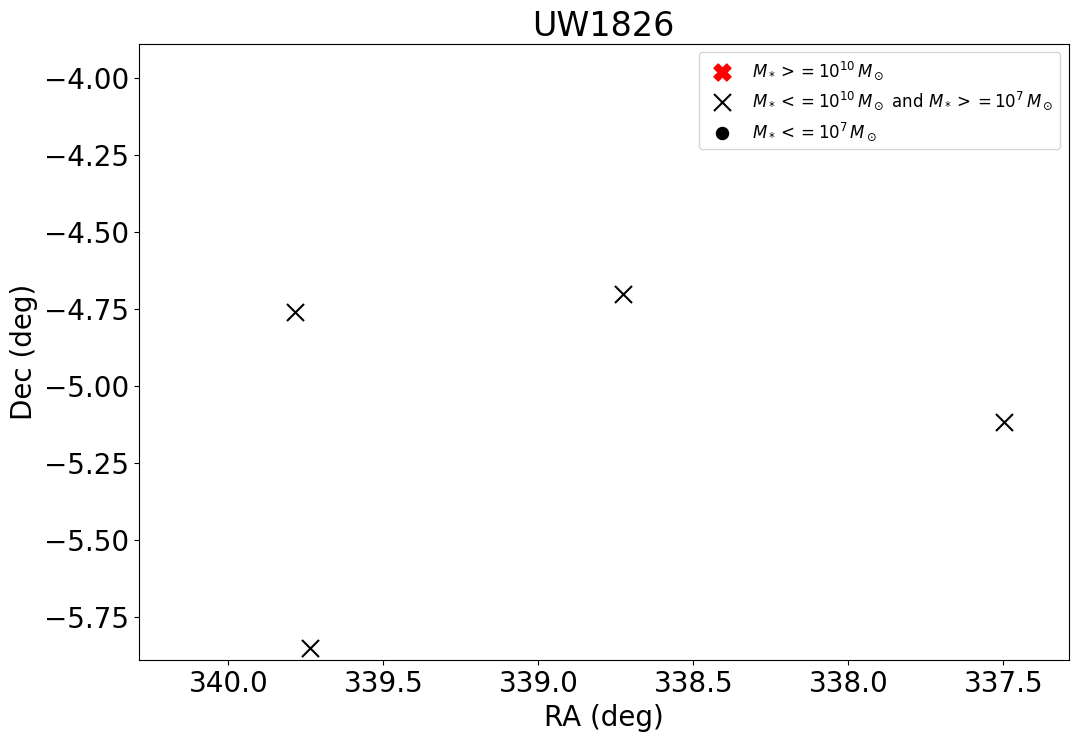 UW1826
M* >= 10^10 M⊙
M* <= 10^10 M⊙ and M* >= 10^7 M⊙
M* <= 10^7 M⊙
−4.00
−4.25
−4.50
−4.75
−5.00
−5.25
−5.50
−5.75
Dec (deg)
340.0 339.5 339.0 338.5 338.0 337.5
RA (deg)